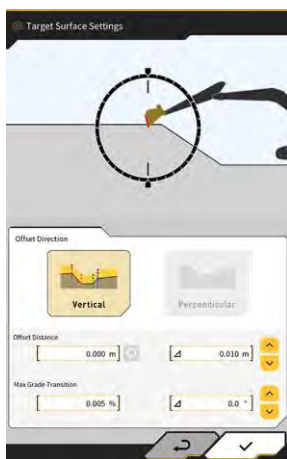 Target Surface Settings
Offset Direction
Vertical
Perpendicular
Offset Distance
0.000 m
0.010 m
Max Grade Transition
0.005 %
0.0 °